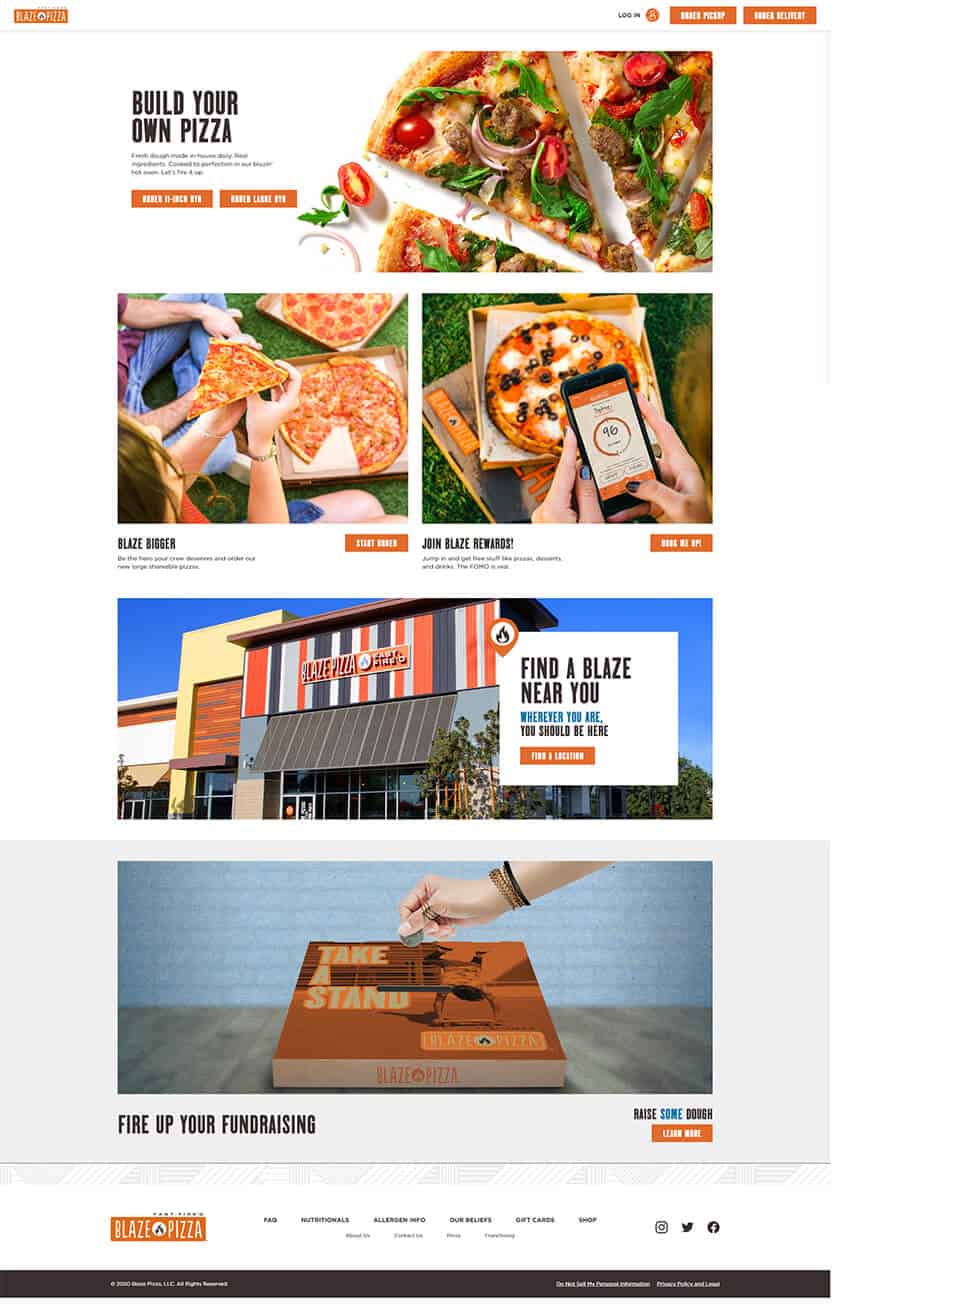 BLAZE PIZZA
LOG IN
ORDER PICKUP
ORDER DELIVERY
BUILD YOUR
OWN PIZZA
Fresh dough made in-house daily. Real
ingredients. Cooked to perfection in our blazin'
hot oven. Let's fire it up.
ORDER 11-INCH BYO
ORDER LARGE BYO
96
BLAZE BIGGER
START ORDER
Be the hero your crew deserves and order our
new large shareable pizzas.
JOIN BLAZE REWARDS!
HOOK ME UP!
Jump in and get free stuff like pizzas, desserts,
and drinks. The FOMO is real.
BLAZE PIZZA
FAST-
FIRE'D
FIND A BLAZE
NEAR YOU
WHEREVER YOU ARE,
YOU SHOULD BE HERE
FIND A LOCATION
TAKE
A
STAND
BLAZE PIZZA
BLAZE PIZZA
FIRE UP YOUR FUNDRAISING
RAISE SOME DOUGH
LEARN MORE
FAST-FIRE'D
BLAZE PIZZA
FAQ
NUTRITIONALS
ALLERGEN INFO
OUR BELIEFS
GIFT CARDS
SHOP
About Us
Contact Us
Press
Franchising
© 2020 Blaze Pizza, LLC. All Rights Reserved
Do Not Sell My Personal Information
Privacy Policy and Legal